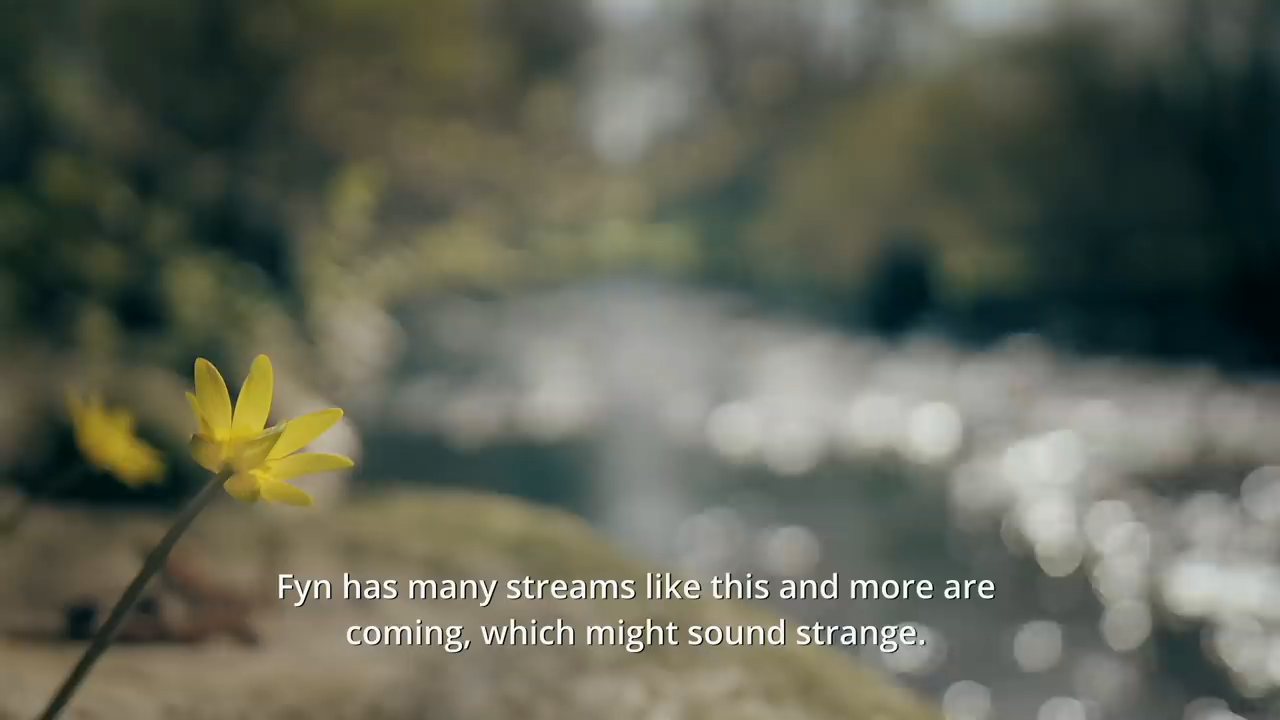 Fyn has many streams like this and more are
coming, which might sound strange.